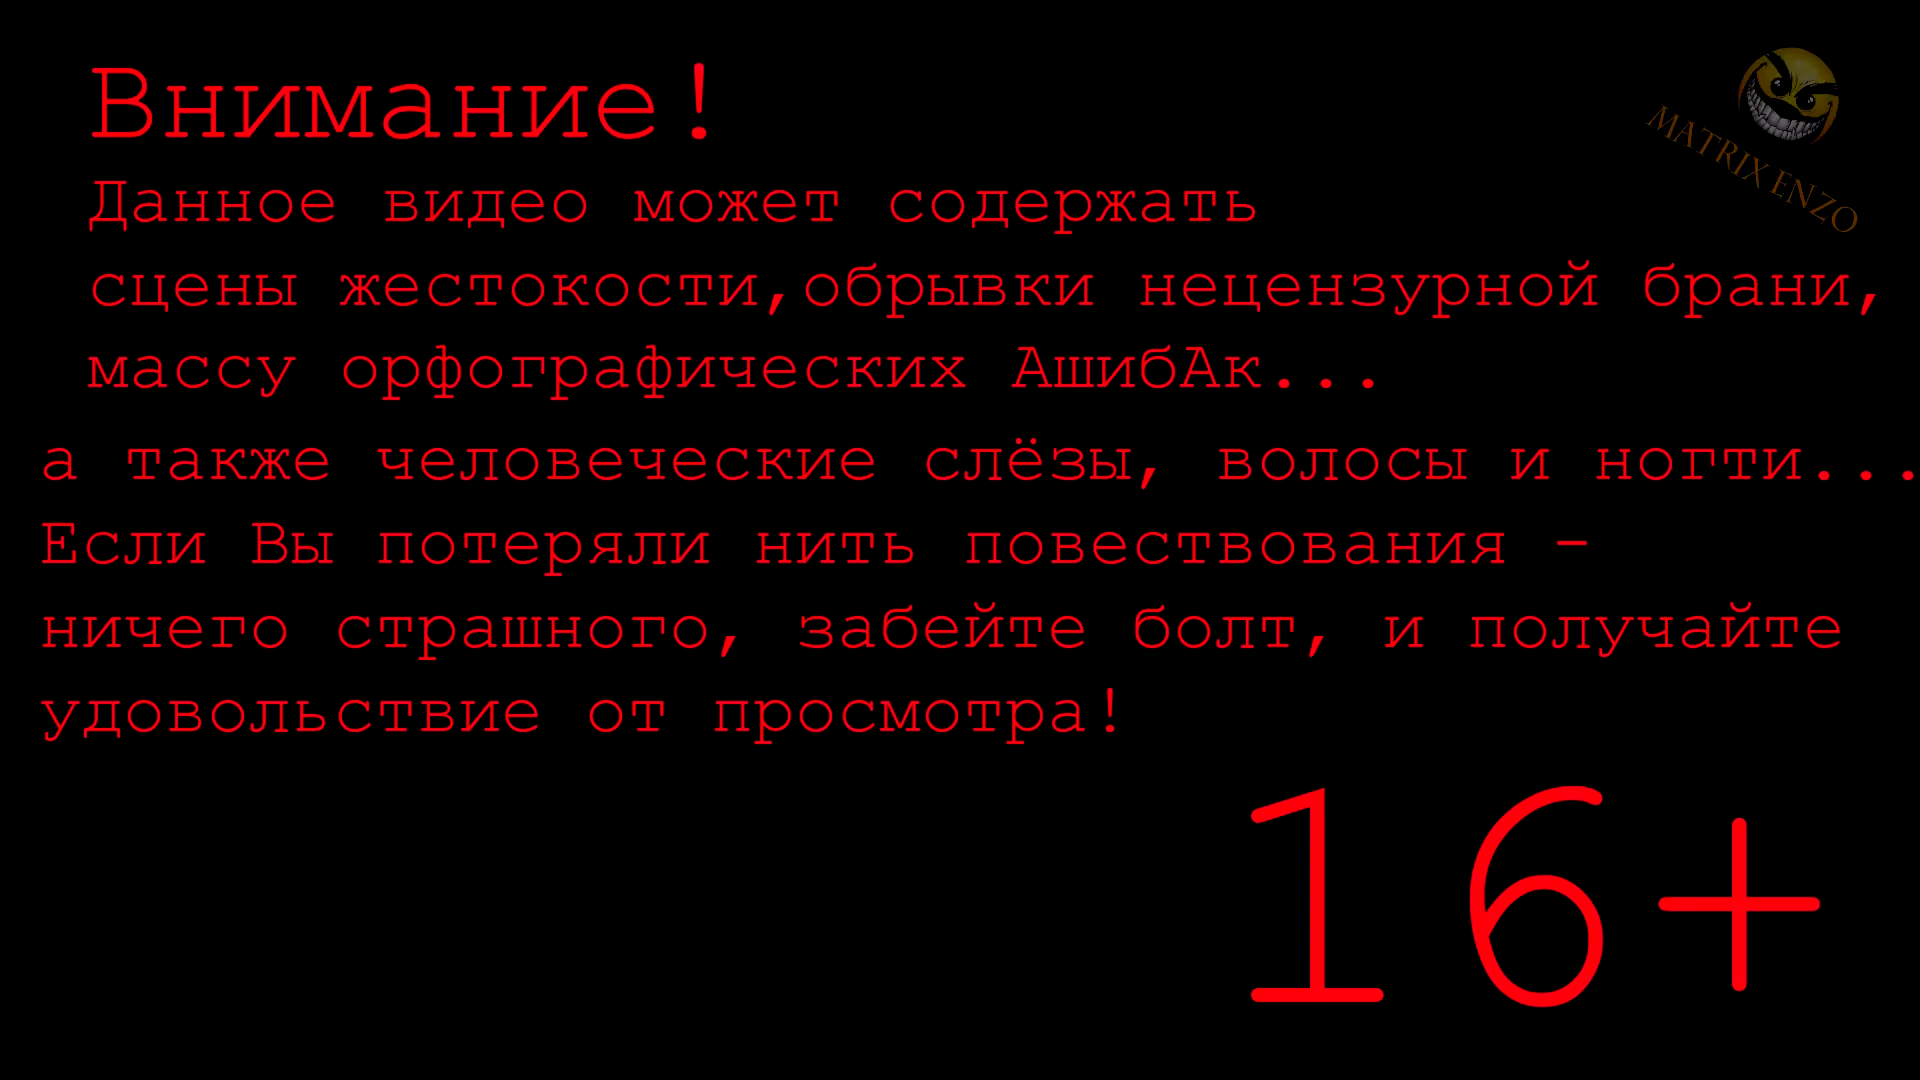 Внимание!
MATRIX ENZO
Данное видео может содержать
сцены жестокости,обрывки нецензурной брани,
массу орфографических АшибАк...
а также человеческие слёзы, волосы и ногти...
Если Вы потеряли нить повествования -
ничего страшного, забейте болт, и получайте
удовольствие от просмотра!
16+